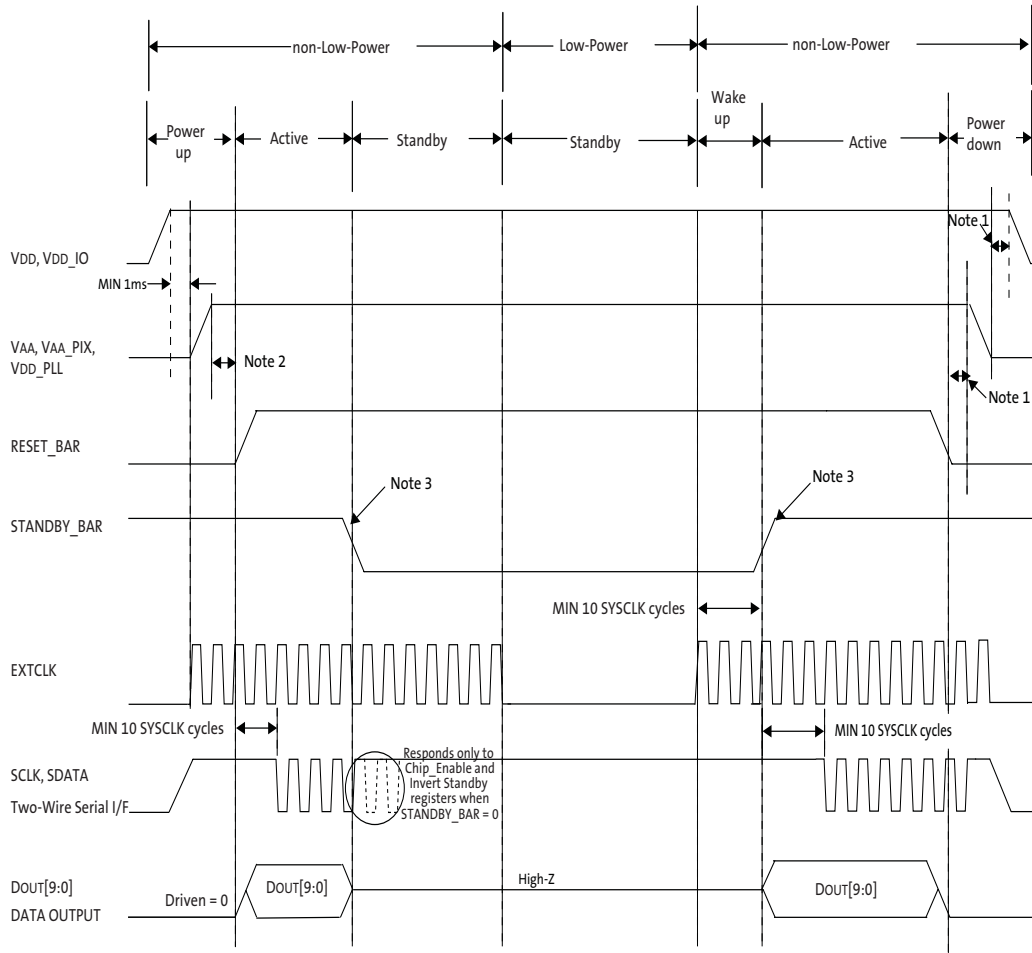 non-Low-Power
Low-Power
non-Low-Power
Power
up
Active
Standby
Standby
Wake
up
Active
Power
down
VDD, VDD_IO
Note 1
MIN 1ms
VAA, VAA_PIX,
VDD_PLL
Note 2
Note 1
RESET_BAR
Note 3
Note 3
STANDBY_BAR
MIN 10 SYSCLK cycles
EXTCLK
MIN 10 SYSCLK cycles
MIN 10 SYSCLK cycles
SCLK, SDATA
Two-Wire Serial I/F
Responds only to
Chip_Enable and
Invert Standby
registers when
STANDBY_BAR = 0
DOUT[9:0]
DATA OUTPUT
Driven = 0
DOUT[9:0]
High-Z
DOUT[9:0]